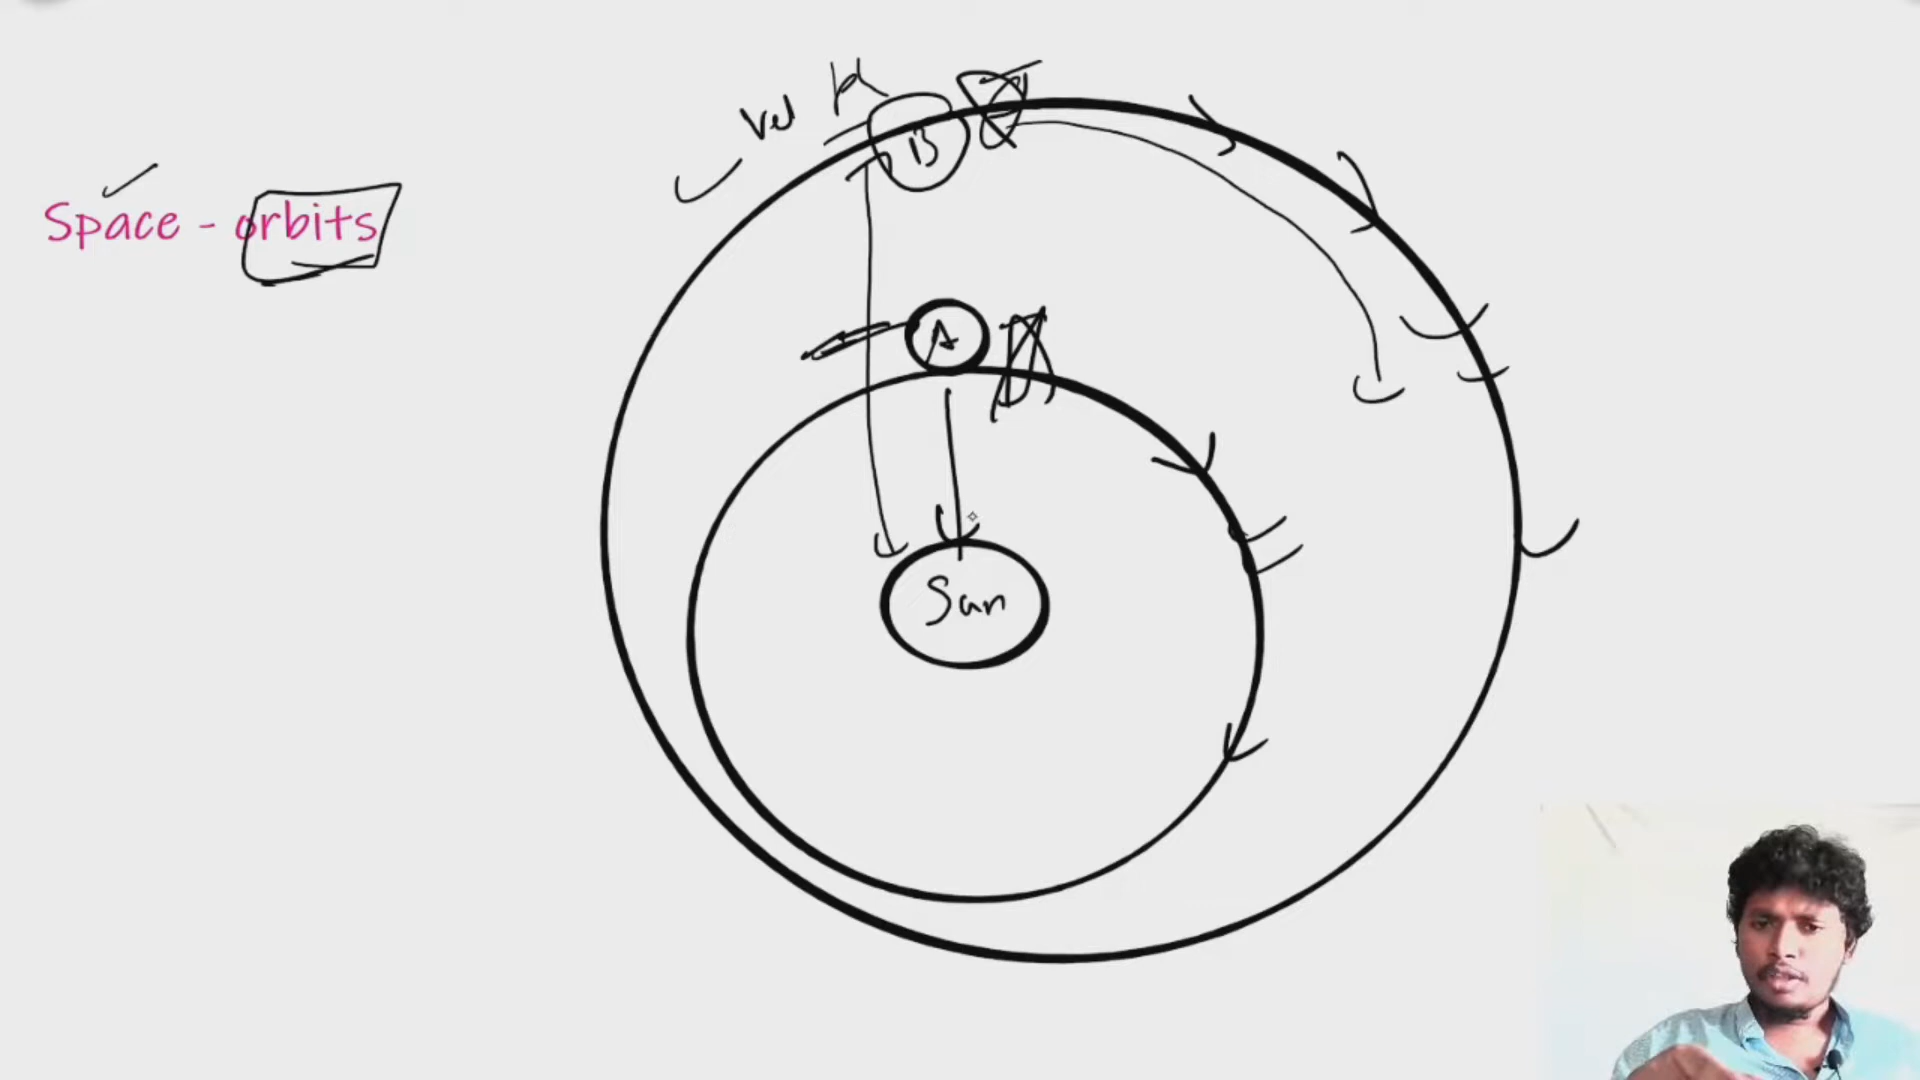 Vel
B
Space - orbits
A
Sun